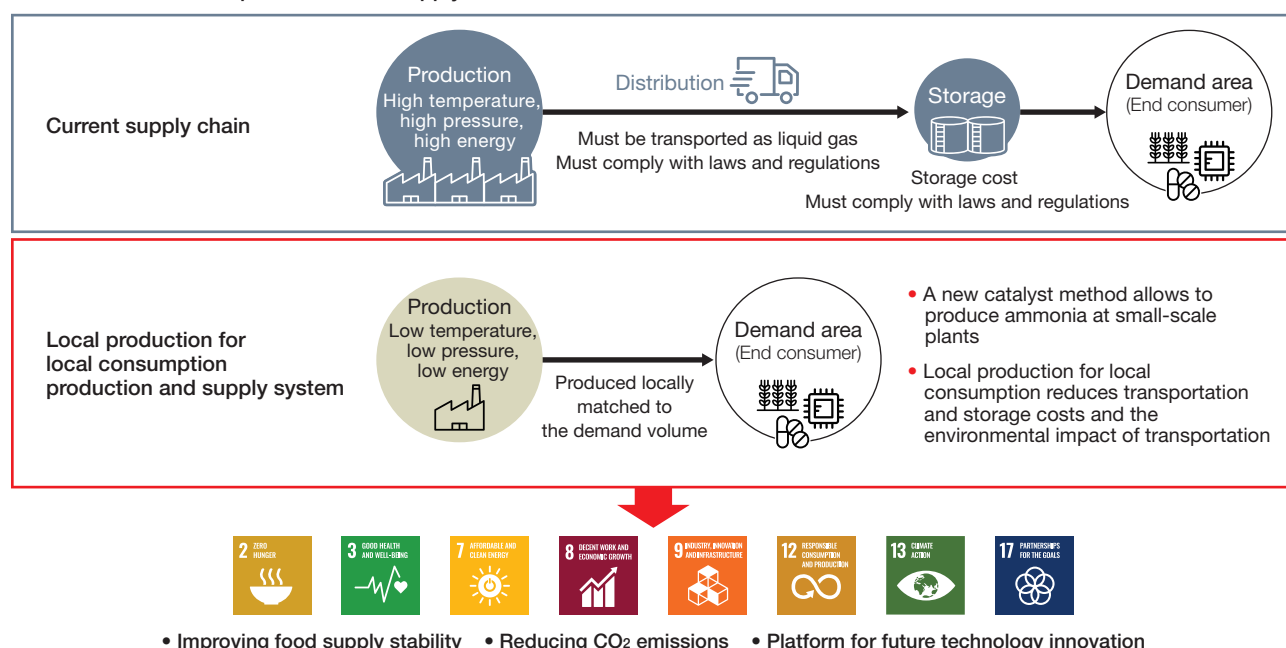 Current supply chain
Production
High temperature,
high pressure,
high energy
Distribution
Must be transported as liquid gas
Must comply with laws and regulations
Storage
Storage cost
Must comply with laws and regulations
Demand area
(End consumer)
Local production for
local consumption
production and supply system
Production
Low temperature,
low pressure,
low energy
Produced locally
matched to
the demand volume
Demand area
(End consumer)
• A new catalyst method allows to
produce ammonia at small-scale
plants
• Local production for local
consumption reduces transportation
and storage costs and the
environmental impact of transportation
2 ZERO
HUNGER
3 GOOD HEALTH
AND WELL-BEING
7 AFFORDABLE AND
CLEAN ENERGY
8 DECENT WORK AND
ECONOMIC GROWTH
9 INDUSTRY, INNOVATION
AND INFRASTRUCTURE
12 RESPONSIBLE
CONSUMPTION
AND PRODUCTION
13 CLIMATE
ACTION
17 PARTNERSHIPS
FOR THE GOALS
• Improving food supply stability • Reducing CO2 emissions • Platform for future technology innovation